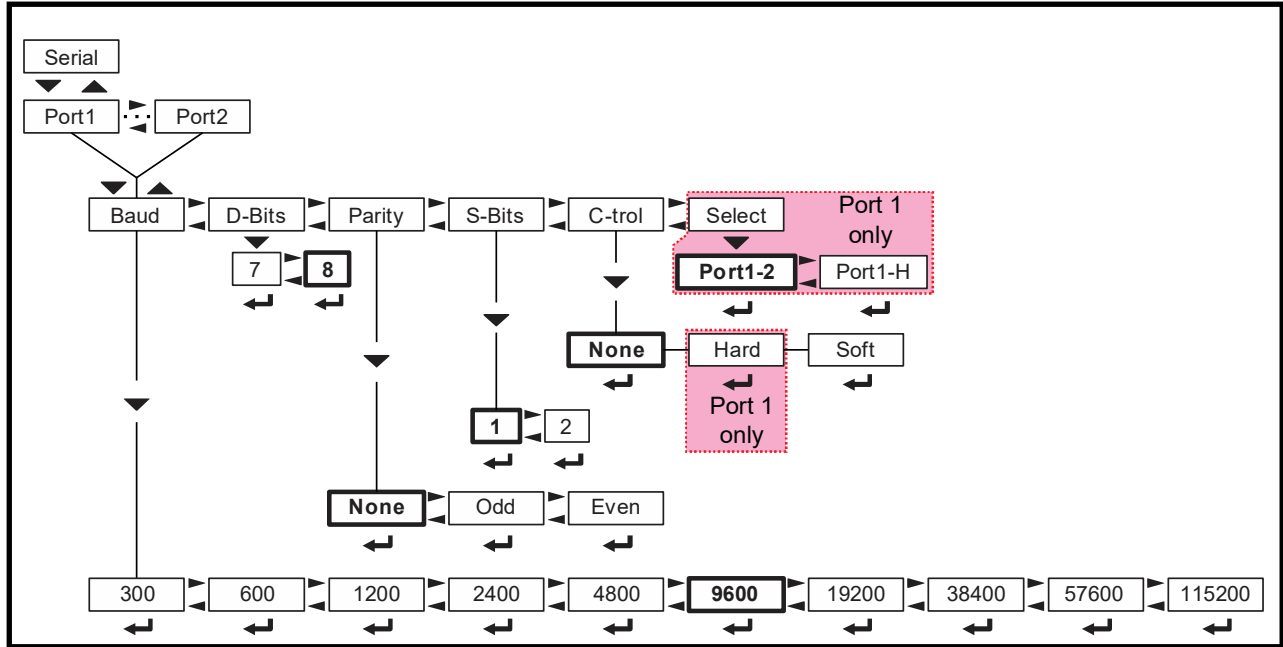 Serial
Port1 Port2
Baud D-Bits Parity S-Bits C-trol Select Port 1
only
7 8 Port1-2 Port1-H
None Hard Soft
Port 1
only
1 2
None Odd Even
300 600 1200 2400 4800 9600 19200 38400 57600 115200